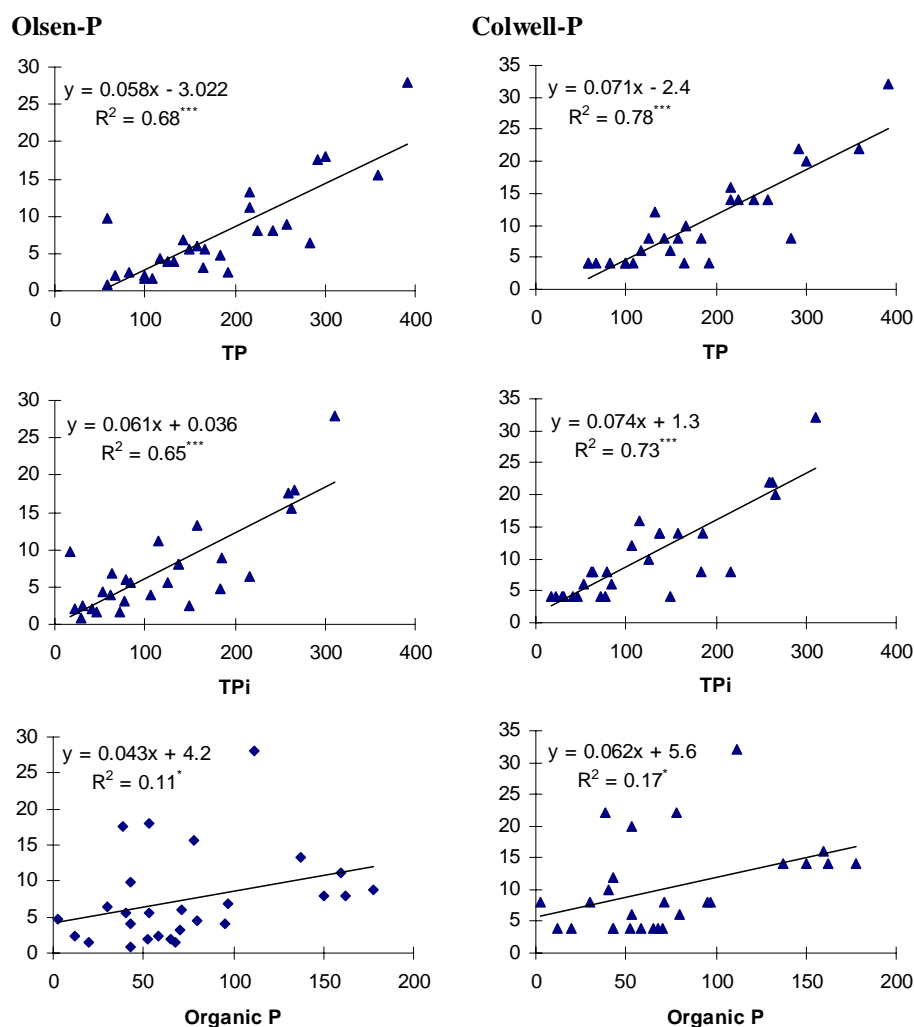 Olsen-P
Colwell-P
30
25
20
15
10
5
0
y = 0.058x - 3.022
R² = 0.68***
0 100 200 300 400
TP
35
30
25
20
15
10
5
0
y = 0.071x - 2.4
R² = 0.78***
0 100 200 300 400
TP
30
25
20
15
10
5
0
y = 0.061x + 0.036
R² = 0.65***
0 100 200 300 400
TPi
35
30
25
20
15
10
5
0
y = 0.074x + 1.3
R² = 0.73***
0 100 200 300 400
TPi
30
25
20
15
10
5
0
y = 0.043x + 4.2
R² = 0.11*
0 50 100 150 200
Organic P
35
30
25
20
15
10
5
0
y = 0.062x + 5.6
R² = 0.17*
0 50 100 150 200
Organic P